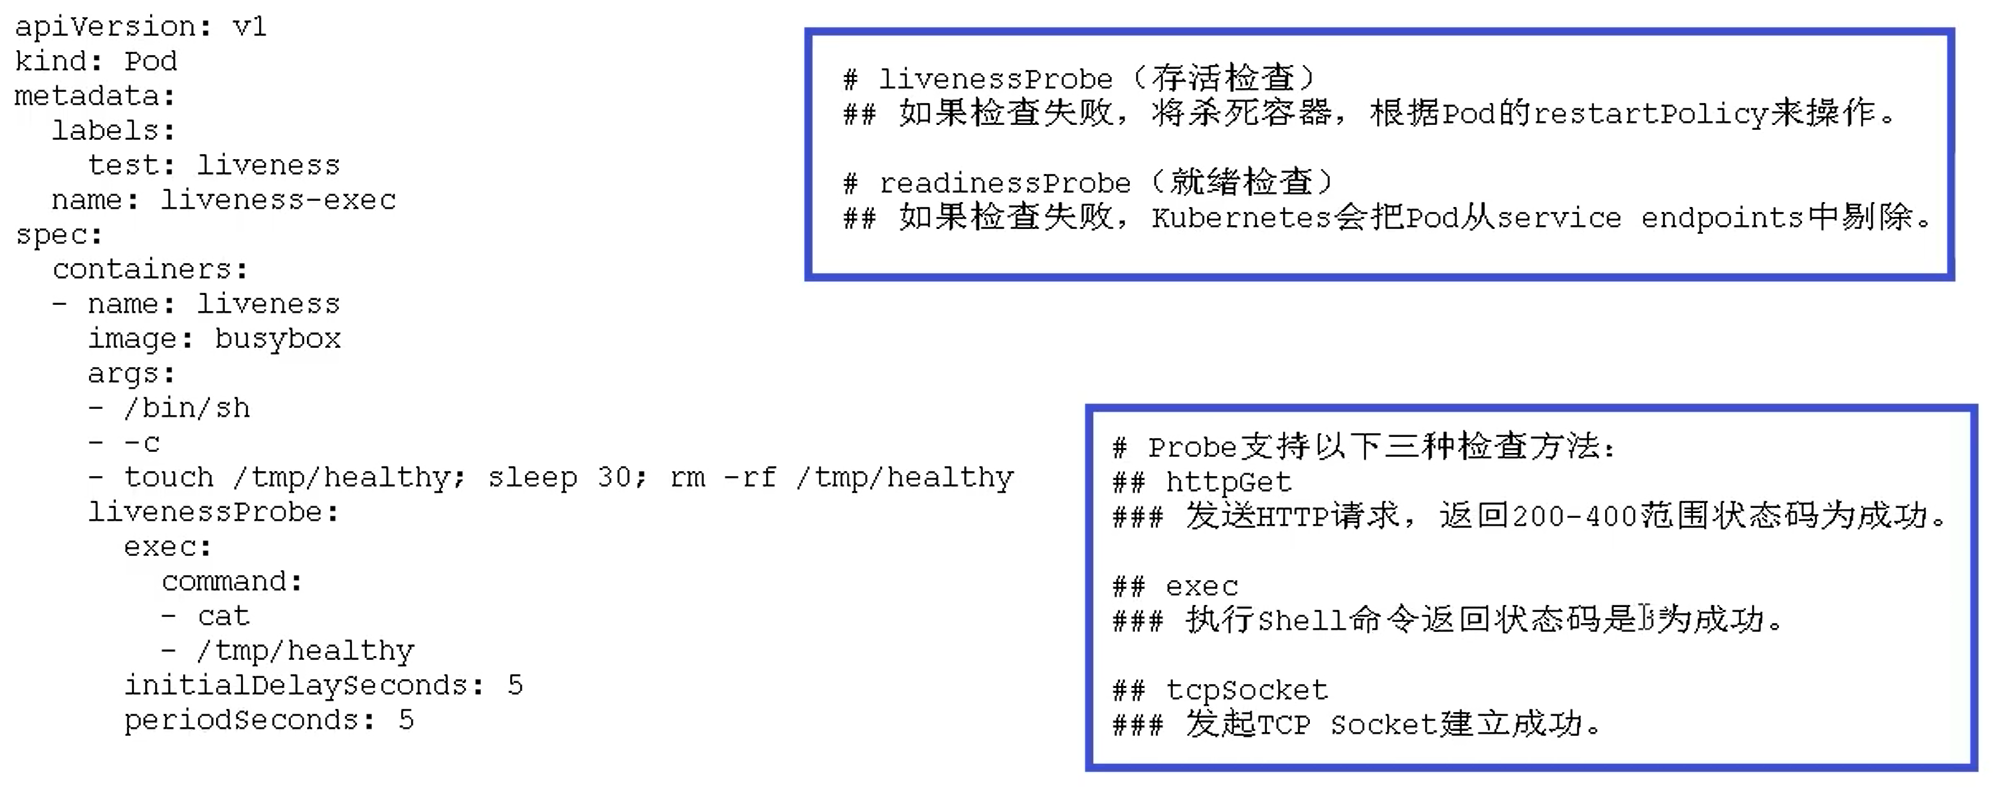 apiVersion: v1
kind: Pod
metadata:
  labels:
    test: liveness
  name: liveness-exec
spec:
  containers:
  - name: liveness
    image: busybox
    args:
    - /bin/sh
    - -c
    - touch /tmp/healthy; sleep 30; rm -rf /tmp/healthy
    livenessProbe:
      exec:
        command:
        - cat
        - /tmp/healthy
      initialDelaySeconds: 5
      periodSeconds: 5
# livenessProbe（存活检查）
## 如果检查失败，将杀死容器，根据Pod的restartPolicy来操作。
# readinessProbe（就绪检查）
## 如果检查失败，Kubernetes会把Pod从service endpoints中剔除。
# Probe支持以下三种检查方法：
## httpGet
### 发送HTTP请求，返回200-400范围状态码为成功。
## exec
### 执行Shell命令返回状态码是为成功。
## tcpSocket
### 发起TCP Socket建立成功。